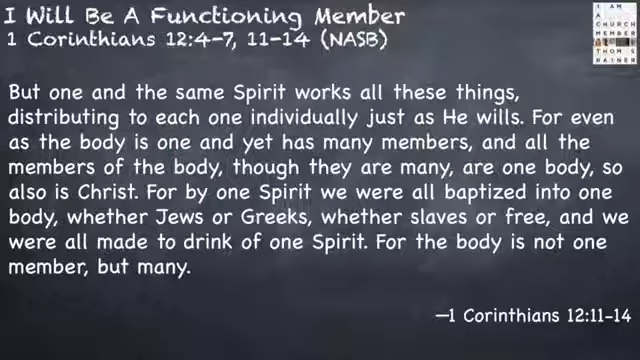 I Will Be A Functioning Member
1 Corinthians 12:4-7, 11-14 (NASB)
I AM
A
CHURCH
MEMBER
THOM S
RAINER
But one and the same Spirit works all these things,
distributing to each one individually just as He wills. For even
as the body is one and yet has many members, and all the
members of the body, though they are many, are one body, so
also is Christ. For by one Spirit we were all baptized into one
body, whether Jews or Greeks, whether slaves or free, and we
were all made to drink of one Spirit. For the body is not one
member, but many.
—1 Corinthians 12:11-14